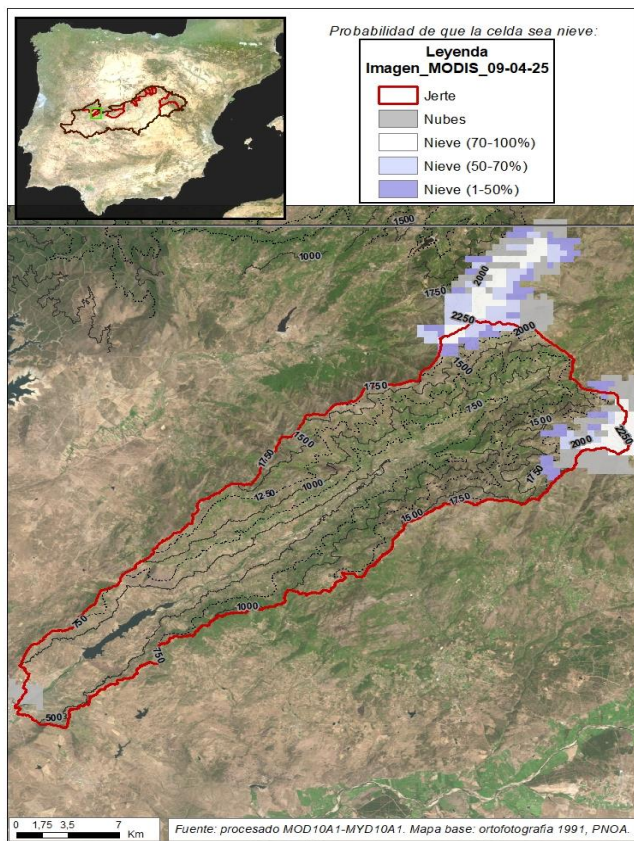 Probabilidad de que la celda sea nieve:
Leyenda
Imagen_MODIS_09-04-25
Jerte
Nubes
Nieve (70-100%)
Nieve (50-70%)
Nieve (1-50%)
1500
1000
2000
1750
2250
2000
1500
1750
750
1500
1750
1500
2250
2000
1250
1000
1750
1500
1750
1000
750
750
500
0 1,75 3,5 7
Km
Fuente: procesado MOD10A1-MYD10A1. Mapa base: ortofotografía 1991, PNOA.